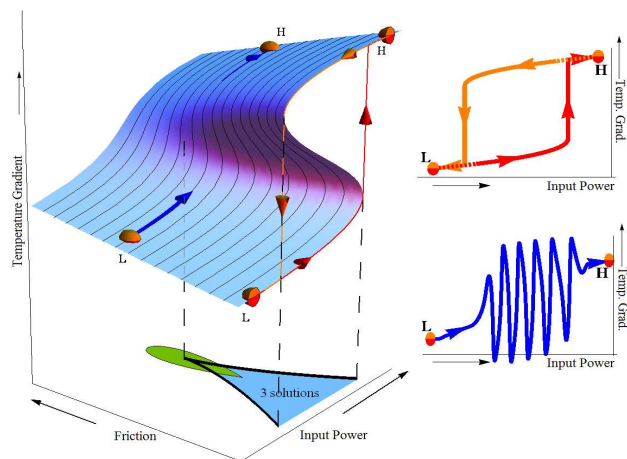 H
H
Temperature Gradient
L
L
3 solutions
Friction
Input Power
Temp. Grad.
H
L
Input Power
Temp. Grad.
H
L
Input Power